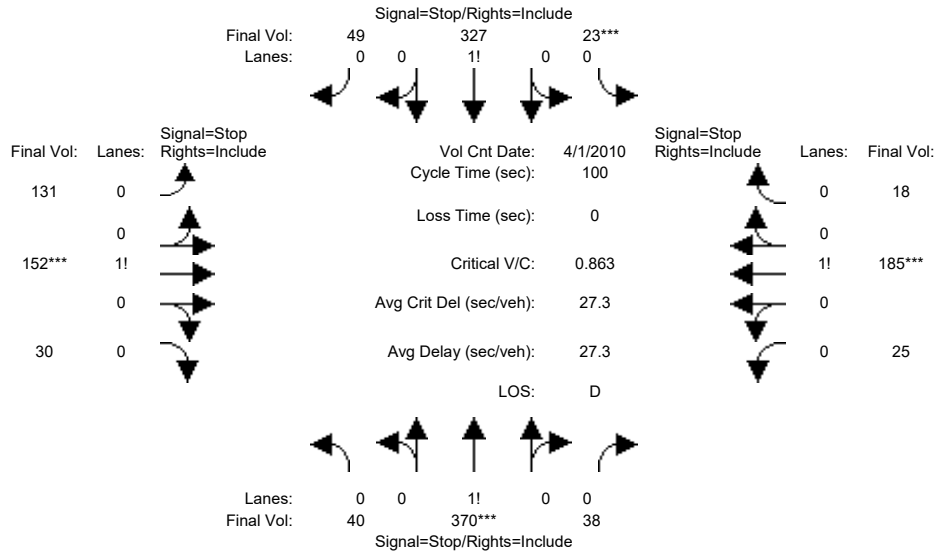 Signal=Stop/Rights=Include
Final Vol: 49 327 23***
Lanes: 0 0 1! 0 0
Signal=Stop Signal=Stop
Final Vol: Lanes: Rights=Include Vol Cnt Date: 4/1/2010 Rights=Include Lanes: Final Vol:
Cycle Time (sec): 100
131 0 0 18
Loss Time (sec): 0
0 0
152*** 1! Critical V/C: 0.863 1! 185***
0 Avg Crit Del (sec/veh): 27.3 0
30 0 Avg Delay (sec/veh): 27.3 0 25
LOS: D
Lanes: 0 0 1! 0 0
Final Vol: 40 370*** 38
Signal=Stop/Rights=Include